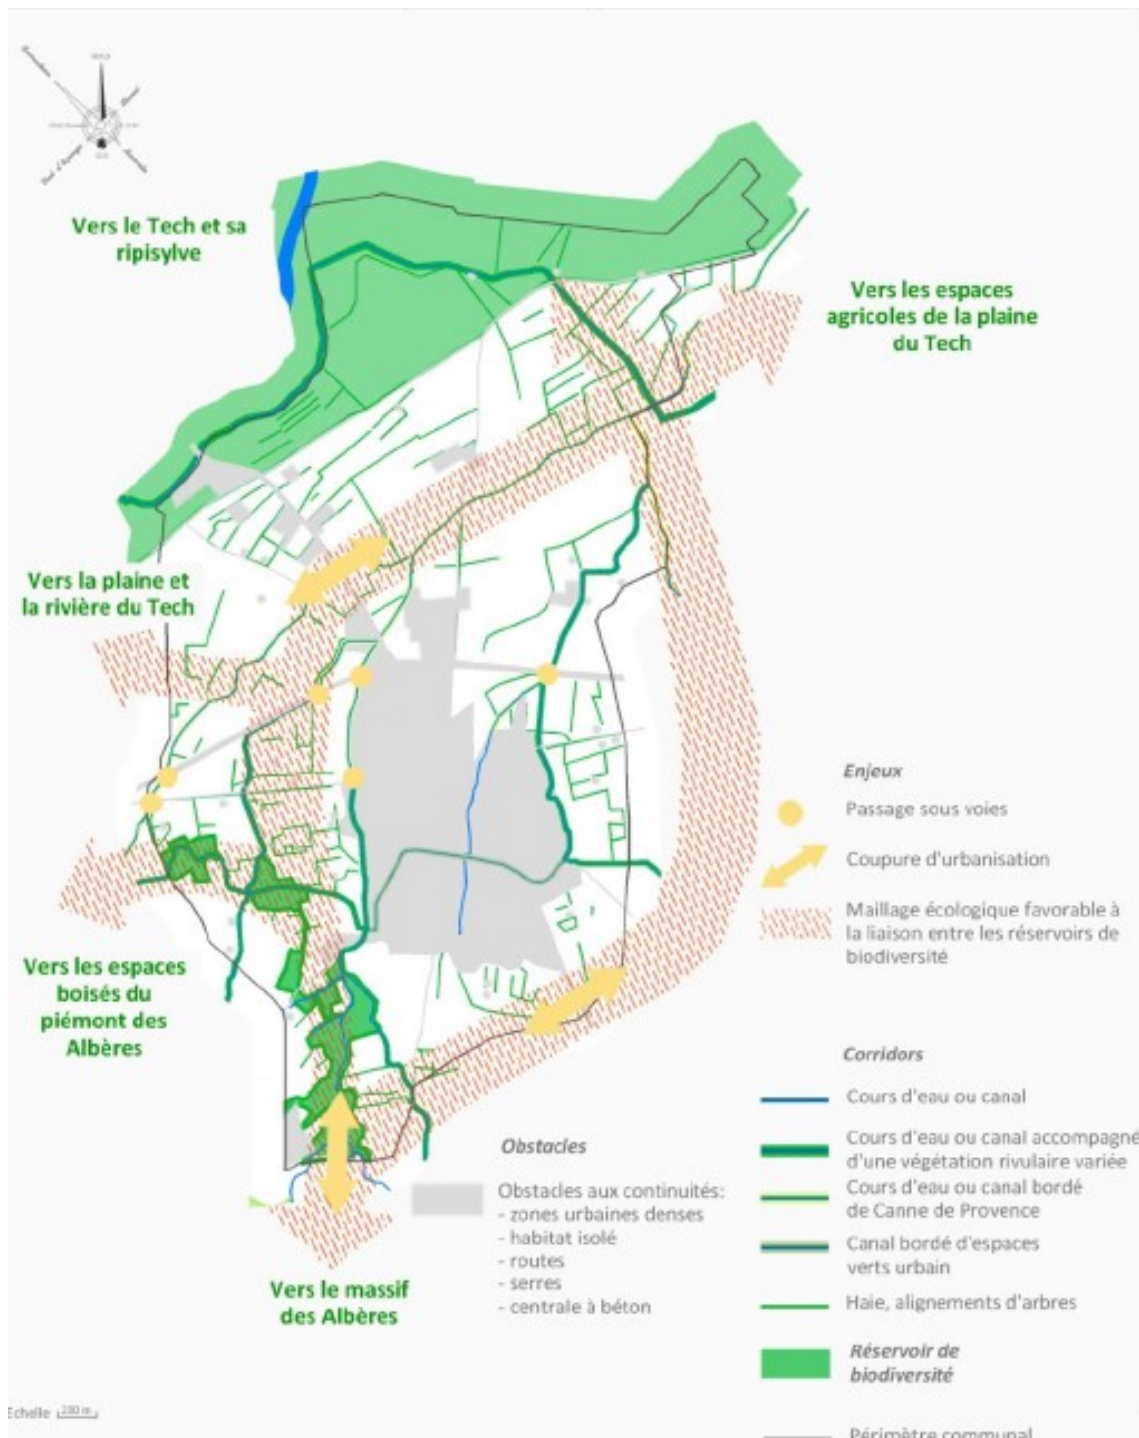 NORD
Vers le Tech et sa
ripisylve
Vers les espaces
agricoles de la plaine
du Tech
Vers la plaine et
la rivière du Tech
Vers les espaces
boisés du
piémont des
Albères
Vers le massif
des Albères
Enjeux
Passage sous voies
Coupure d'urbanisation
Maillage écologique favorable à
la liaison entre les réservoirs de
biodiversité
Corridors
Cours d'eau ou canal
Cours d'eau ou canal accompagné
d'une végétation rivulaire variée
Cours d'eau ou canal bordé
de Canne de Provence
Canal bordé d'espaces
verts urbain
Haie, alignements d'arbres
Réservoir de
biodiversité
Périmètre communal
Obstacles
Obstacles aux continuités:
- zones urbaines denses
- habitat isolé
- routes
- serres
- centrale à béton
Echelle 200 m